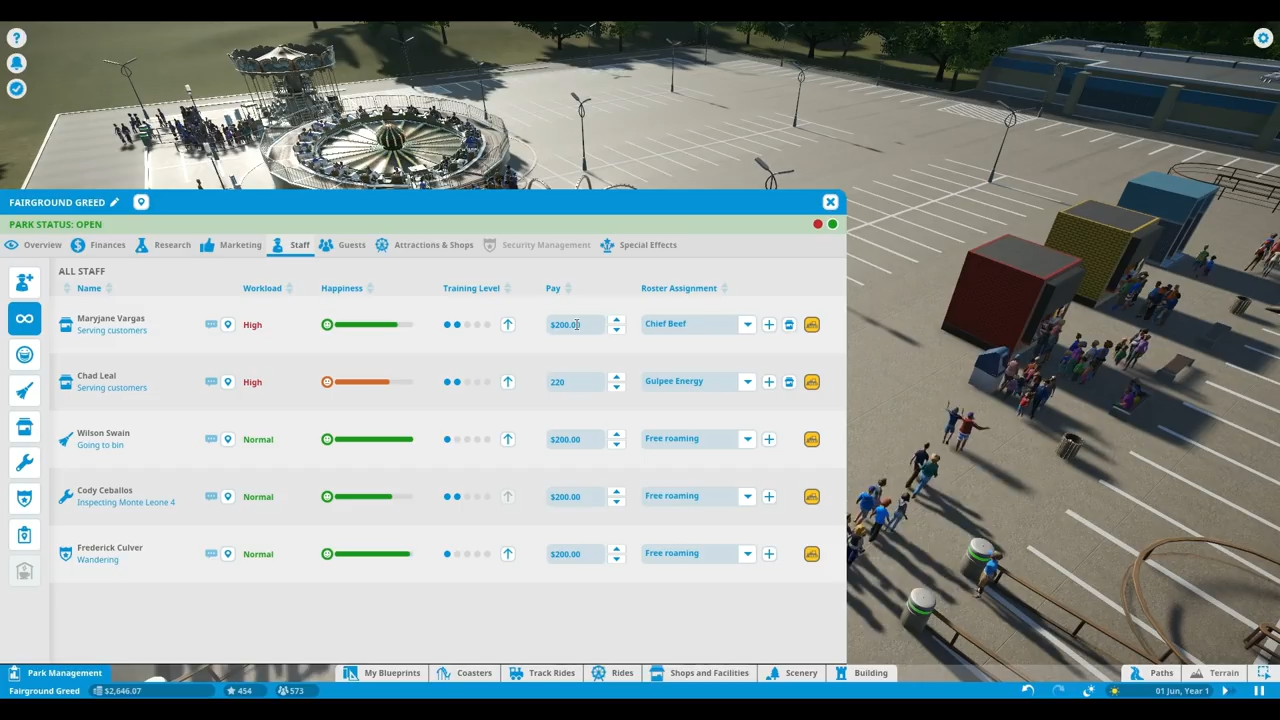 ?
FAIRGROUND GREED
PARK STATUS: OPEN
Overview Finances Research Marketing Staff Guests Attractions & Shops Security Management Special Effects
ALL STAFF
Name Workload Happiness Training Level Pay Roster Assignment
Maryjane Vargas
Serving customers
High
$200.00
Chief Beef
Chad Leal
Serving customers
High
220
Gulpee Energy
Wilson Swain
Going to bin
Normal
$200.00
Free roaming
Cody Ceballos
Inspecting Monte Leone 4
Normal
$200.00
Free roaming
Frederick Culver
Wandering
Normal
$200.00
Free roaming
Park Management My Blueprints Coasters Track Rides Rides Shops and Facilities Scenery Building Paths Terrain
Fairground Greed $2,646.07 454 573 01 Jun, Year 1